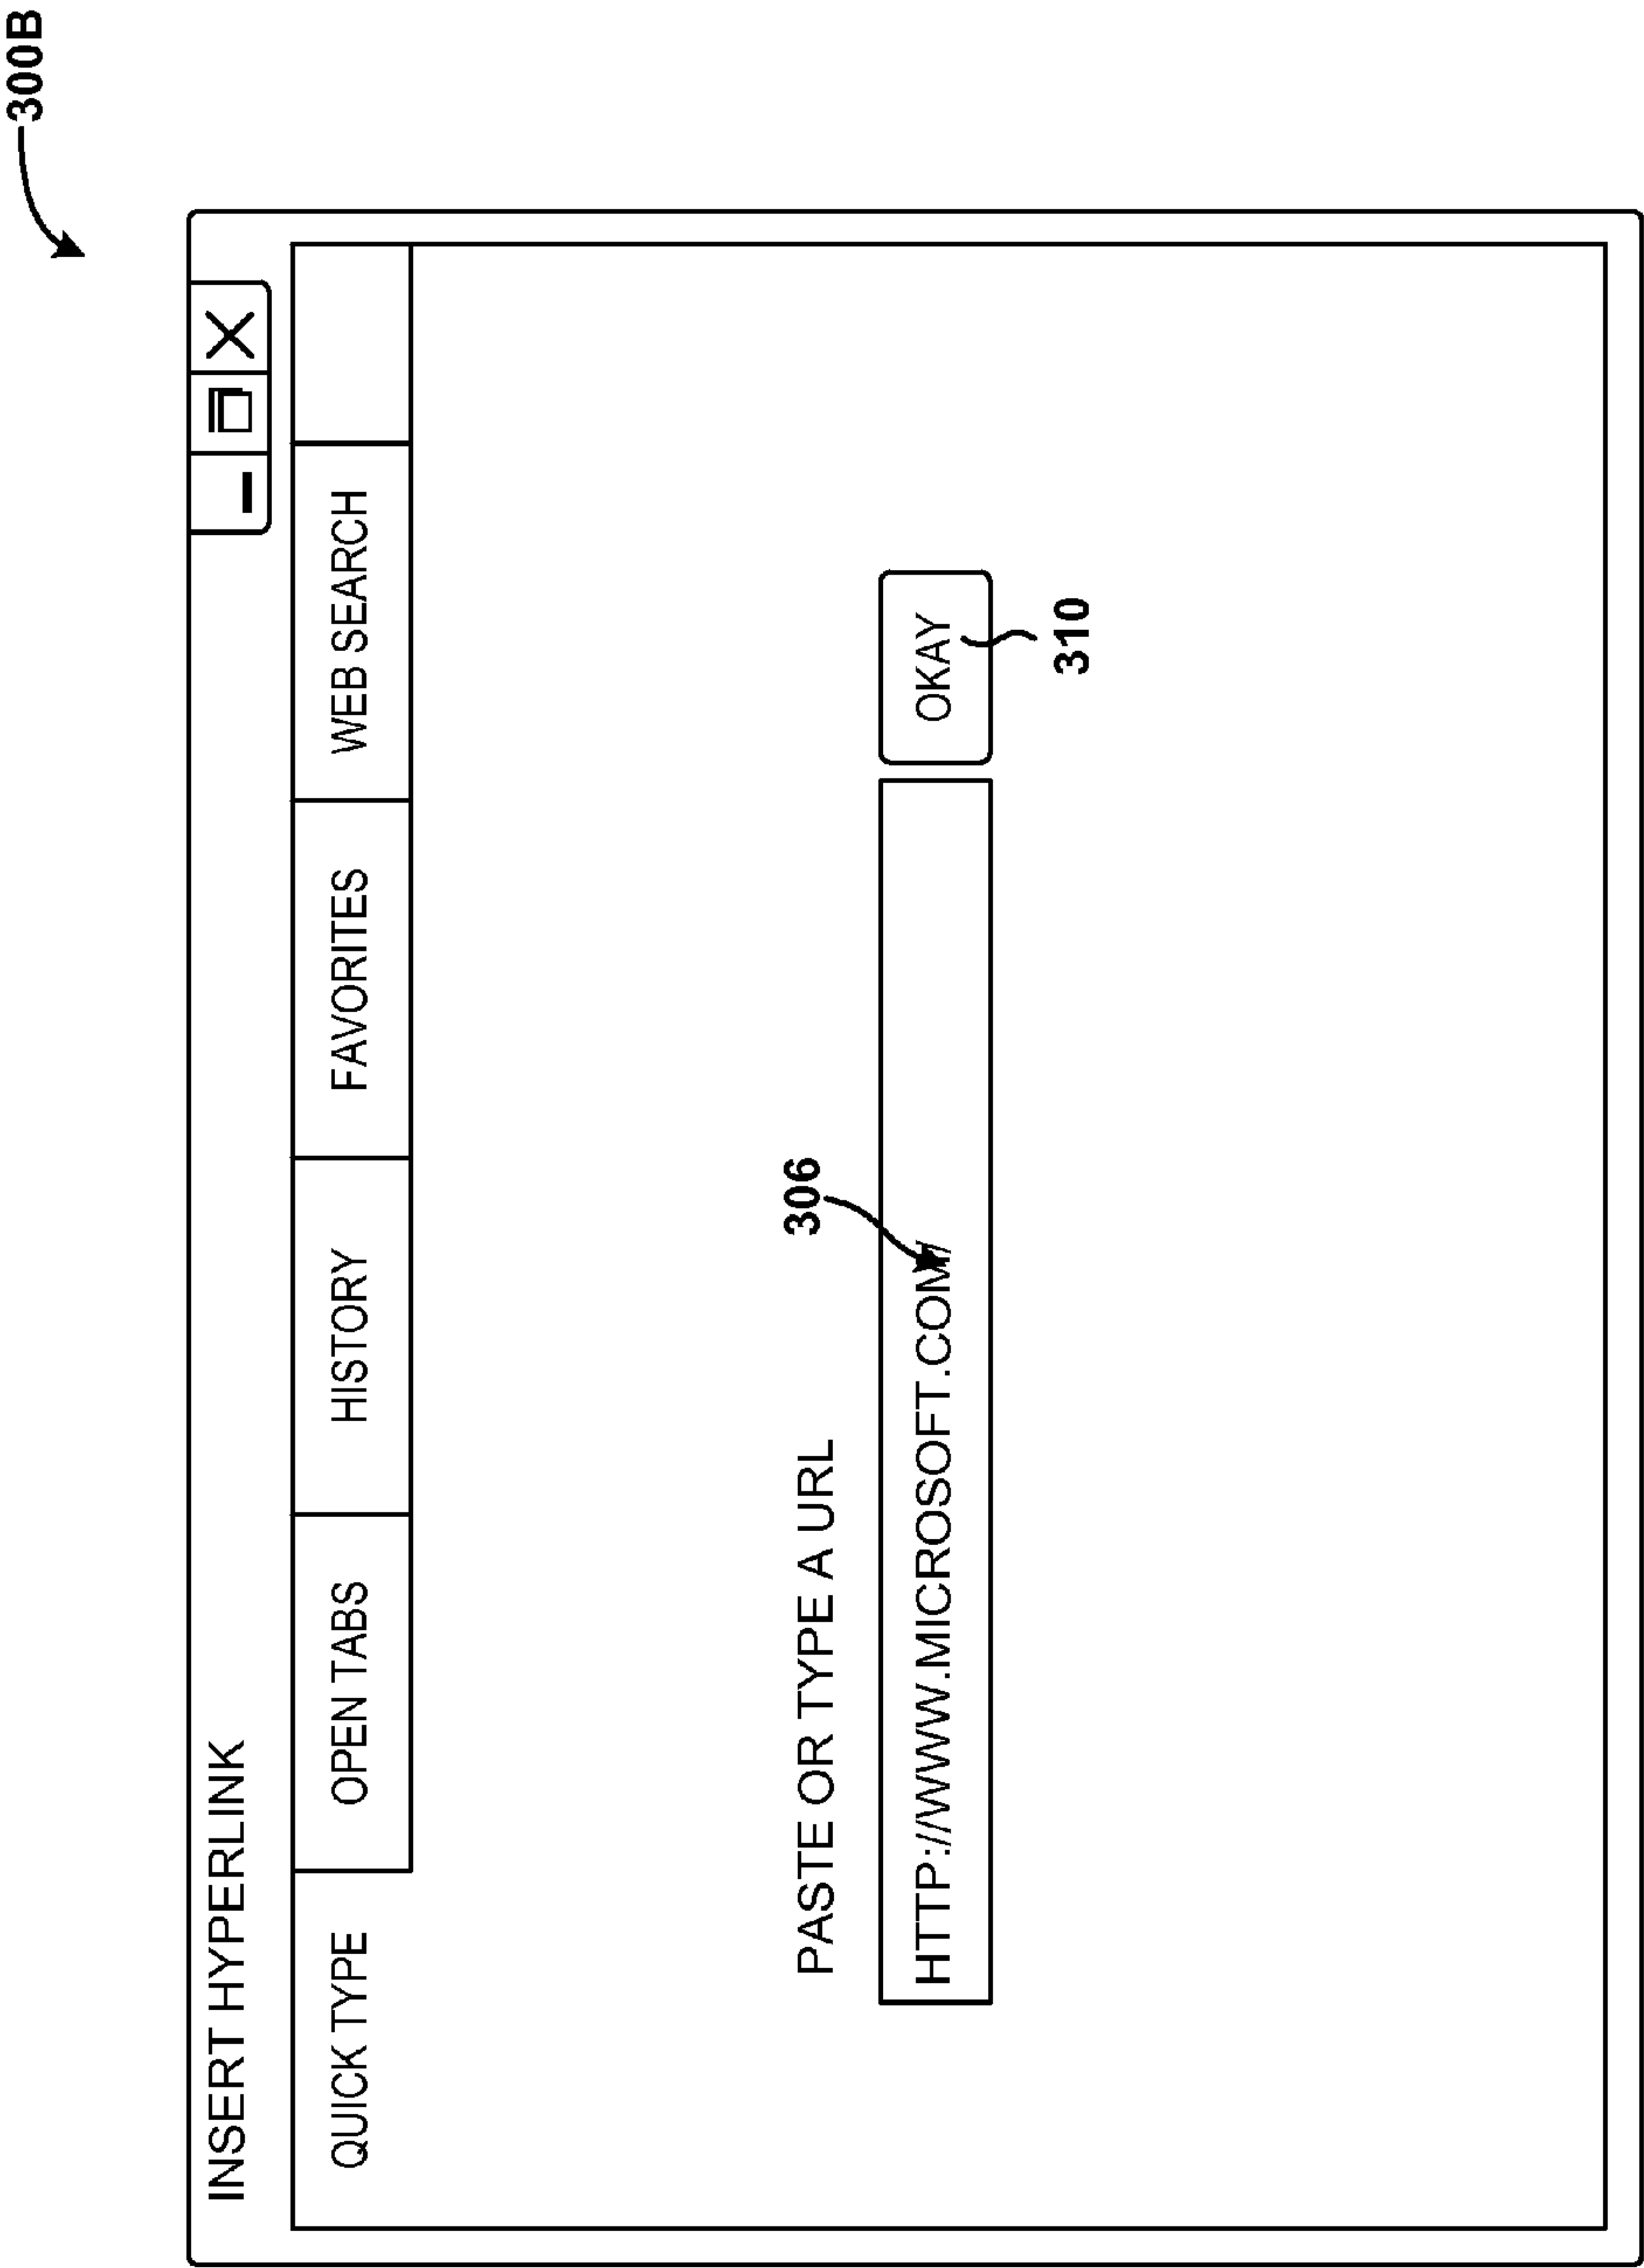 300B
INSERT HYPERLINK
QUICK TYPE
OPEN TABS
HISTORY
FAVORITES
WEB SEARCH
306
PASTE OR TYPE A URL
HTTP://WWW.MICROSOFT.COM/
OKAY
310